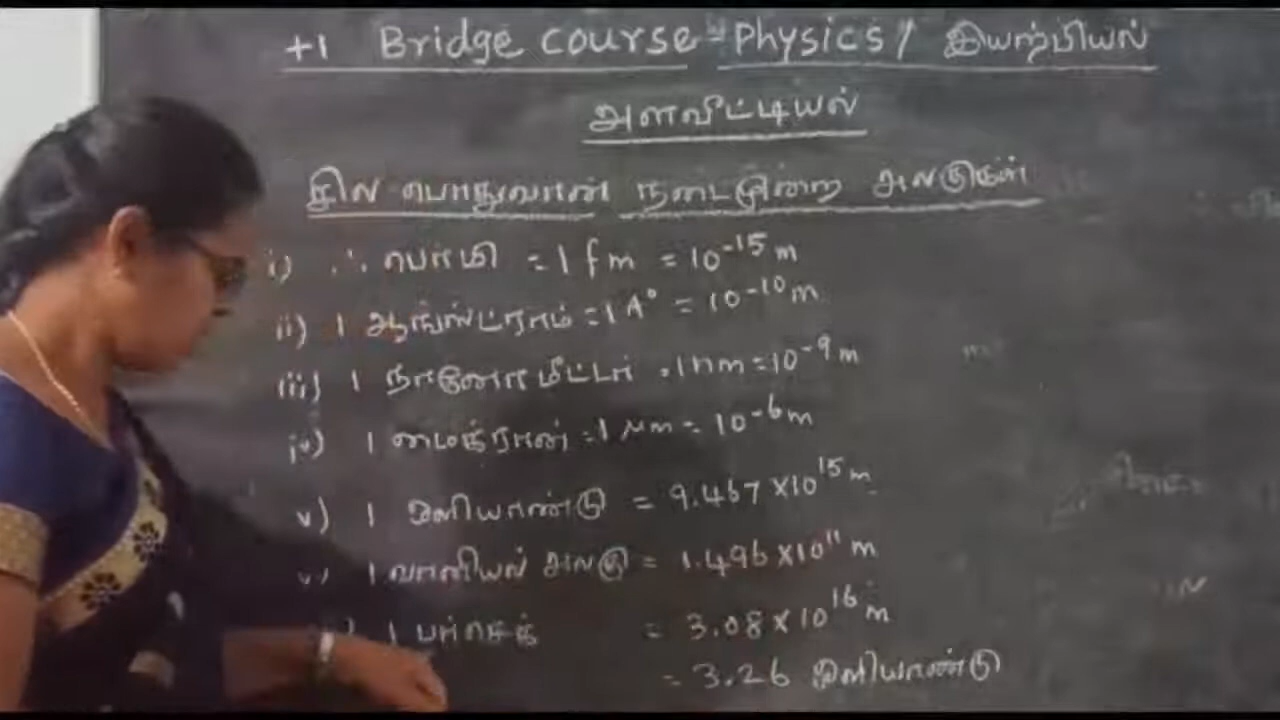 +1 Bridge course - Physics / இயற்பியல்
அளவீட்டியல்
சில பொதுவான நடைமுறை அலகுகள்
i) ஃபெர்மி = 1 fm = 10⁻¹⁵ m
ii) 1 ஆங்ஸ்ட்ராம் = 1 A° = 10⁻¹⁰ m
iii) 1 நானோமீட்டர் = 1 nm = 10⁻⁹ m
iv) 1 மைக்ரான் = 1 μm = 10⁻⁶ m
v) 1 ஒளியாண்டு = 9.467 × 10¹⁵ m
1 வானியல் அலகு = 1.496 × 10¹¹ m
1 பர்செக் = 3.08 × 10¹⁶ m
= 3.26 ஒளியாண்டு